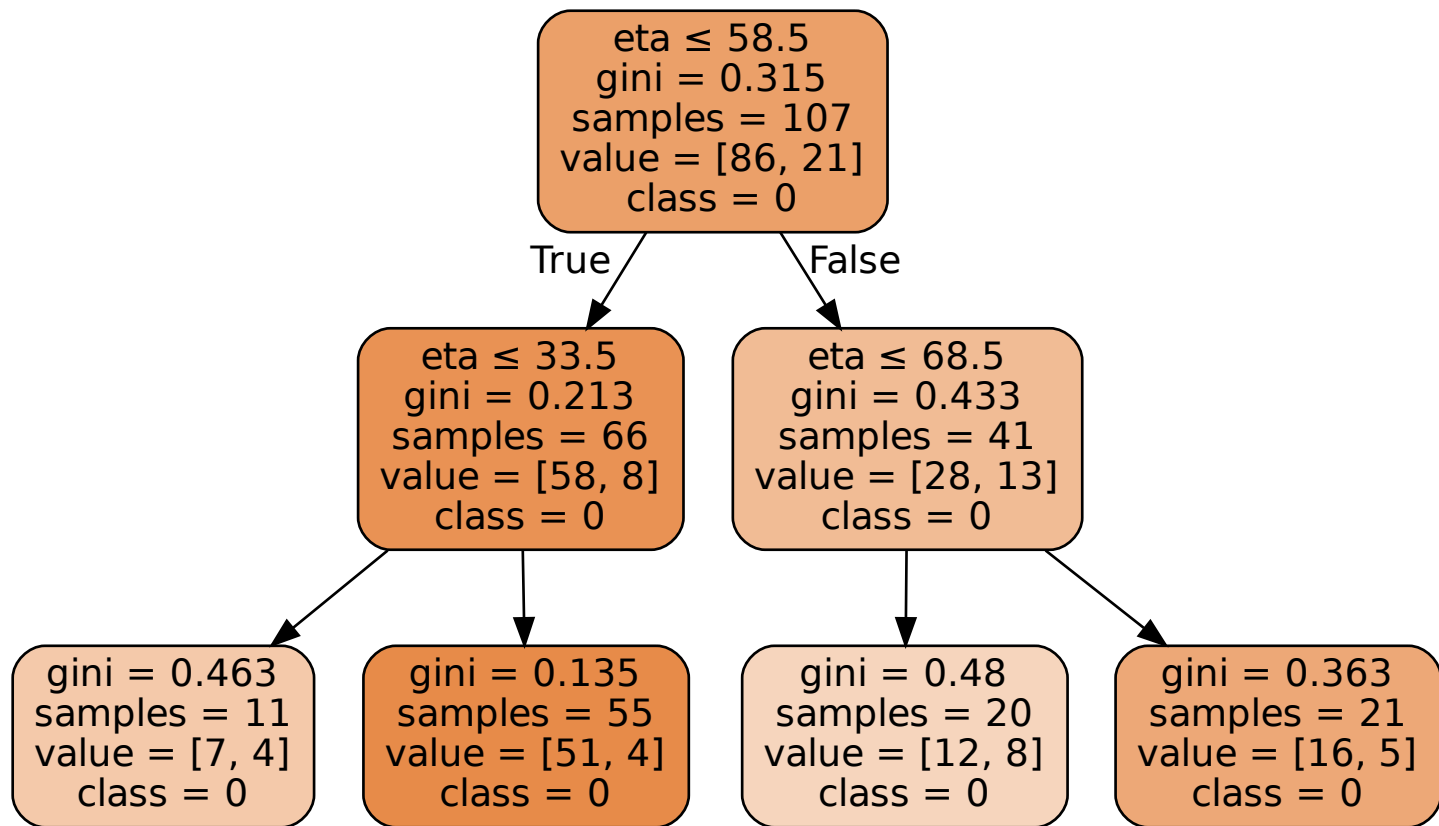 eta ≤ 58.5
gini = 0.315
samples = 107
value = [86, 21]
class = 0
True
False
eta ≤ 33.5
gini = 0.213
samples = 66
value = [58, 8]
class = 0
eta ≤ 68.5
gini = 0.433
samples = 41
value = [28, 13]
class = 0
gini = 0.463
samples = 11
value = [7, 4]
class = 0
gini = 0.135
samples = 55
value = [51, 4]
class = 0
gini = 0.48
samples = 20
value = [12, 8]
class = 0
gini = 0.363
samples = 21
value = [16, 5]
class = 0